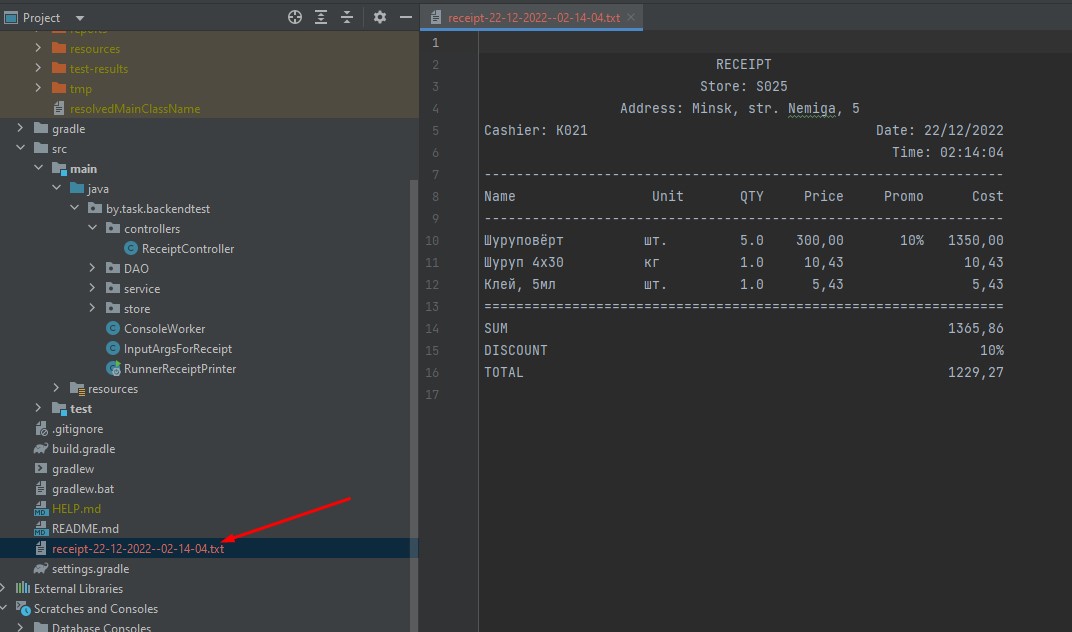 Project
reports
resources
test-results
tmp
resolvedMainClassName
gradle
src
main
java
by.task.backendtest
controllers
C ReceiptController
DAO
service
store
C ConsoleWorker
C InputArgsForReceipt
C RunnerReceiptPrinter
resources
test
.gitignore
build.gradle
gradlew
gradlew.bat
MD HELP.md
MD README.md
receipt-22-12-2022--02-14-04.txt
settings.gradle
External Libraries
Scratches and Consoles
Database Consoles
receipt-22-12-2022--02-14-04.txt ×
1
2 RECEIPT
3 Store: S025
4 Address: Minsk, str. Nemiga, 5
5 Cashier: K021 Date: 22/12/2022
6 Time: 02:14:04
7 -----------------------------------------------------------------
8 Name Unit QTY Price Promo Cost
9 -----------------------------------------------------------------
10 Шуруповёрт шт. 5.0 300,00 10% 1350,00
11 Шуруп 4х30 кг 1.0 10,43 10,43
12 Клей, 5мл шт. 1.0 5,43 5,43
13 =================================================================
14 SUM 1365,86
15 DISCOUNT 10%
16 TOTAL 1229,27
17